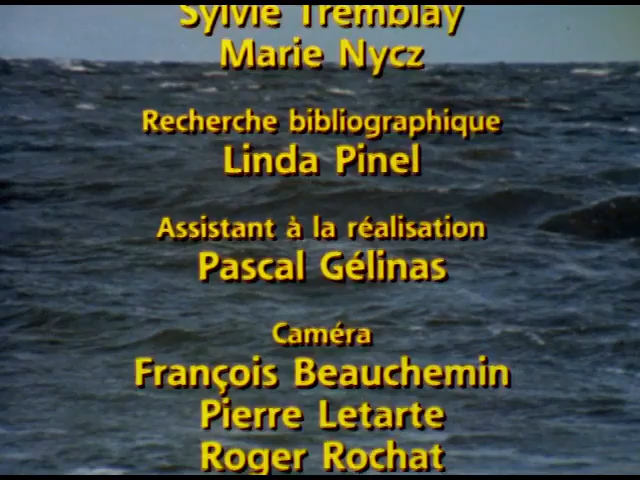 Sylvie Tremblay
Marie Nycz
Recherche bibliographique
Linda Pinel
Assistant à la réalisation
Pascal Gélinas
Caméra
François Beauchemin
Pierre Letarte
Roger Rochat